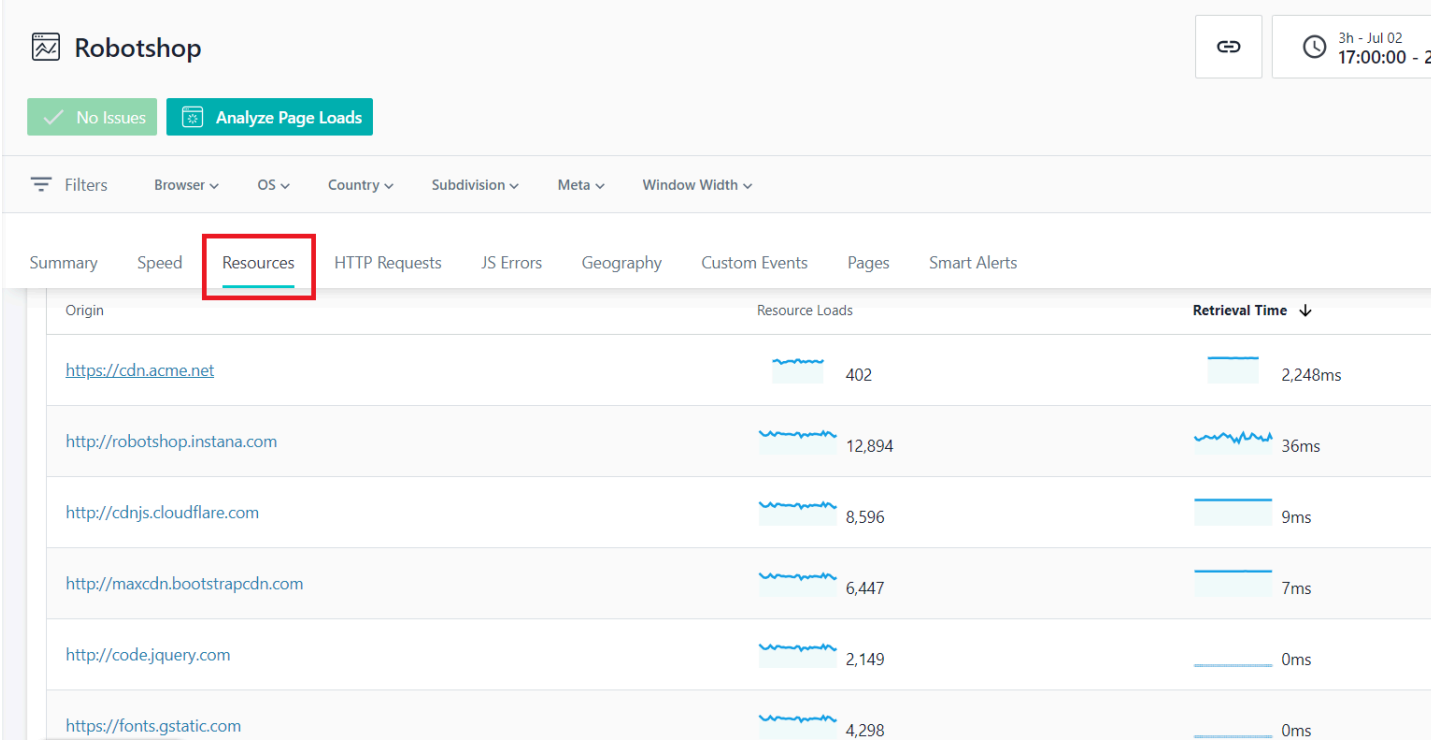 Robotshop
3h - Jul 02
17:00:00 - 2
No Issues
Analyze Page Loads
Filters Browser OS Country Subdivision Meta Window Width
Summary Speed Resources HTTP Requests JS Errors Geography Custom Events Pages Smart Alerts
Origin Resource Loads Retrieval Time
https://cdn.acme.net 402 2,248ms
http://robotshop.instana.com 12,894 36ms
http://cdnjs.cloudflare.com 8,596 9ms
http://maxcdn.bootstrapcdn.com 6,447 7ms
http://code.jquery.com 2,149 0ms
https://fonts.gstatic.com 4,298 0ms